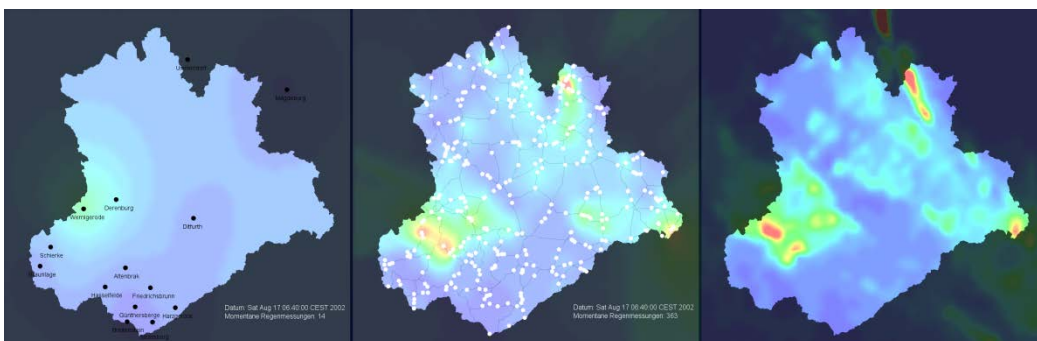 Magdeburg
Derenburg
Wernigerode
Ditfurth
Schierke
Altenbrak
Hasselfelde
Friedrichsbrunn
Güntersberge
Datum: Sat Aug 17 06:40:00 CEST 2002
Momentane Regenmessungen: 14
Datum: Sat Aug 17 06:40:00 CEST 2002
Momentane Regenmessungen: 363